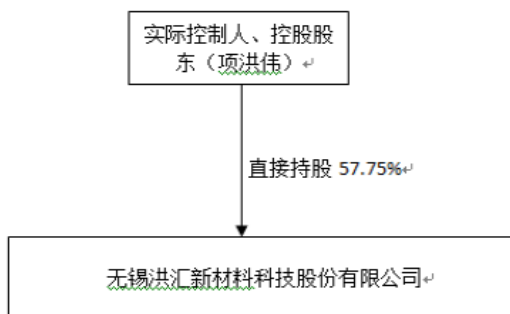 实际控制人、控股股
东（项洪伟）↵
直接持股 57.75%↵
无锡洪汇新材料科技股份有限公司↵